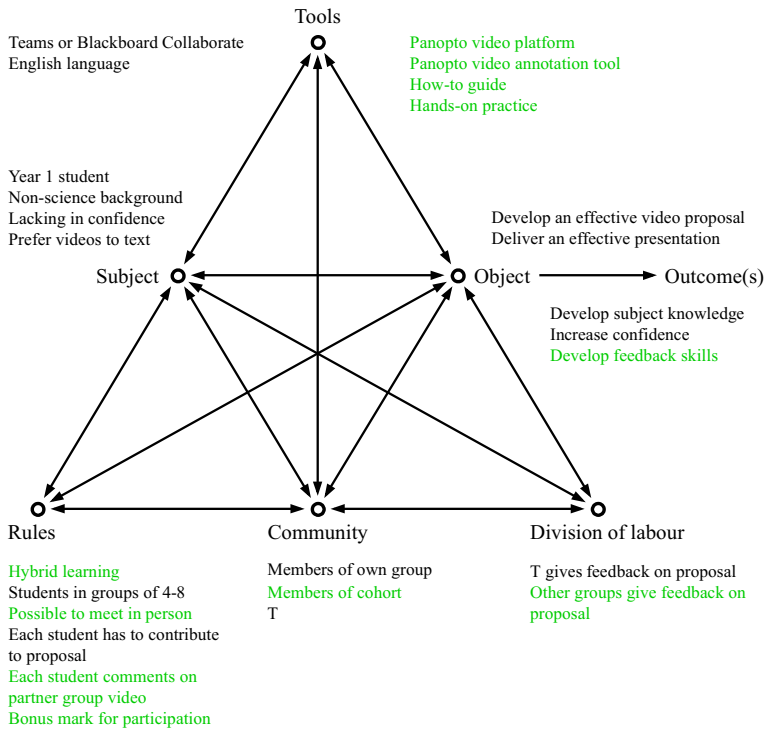 Tools
Teams or Blackboard Collaborate
English language
Panopto video platform
Panopto video annotation tool
How-to guide
Hands-on practice
Year 1 student
Non-science background
Lacking in confidence
Prefer videos to text
Develop an effective video proposal
Deliver an effective presentation
Subject
Object
Outcome(s)
Develop subject knowledge
Increase confidence
Develop feedback skills
Rules
Hybrid learning
Students in groups of 4-8
Possible to meet in person
Each student has to contribute
to proposal
Each student comments on
partner group video
Bonus mark for participation
Community
Members of own group
Members of cohort
T
Division of labour
T gives feedback on proposal
Other groups give feedback on
proposal